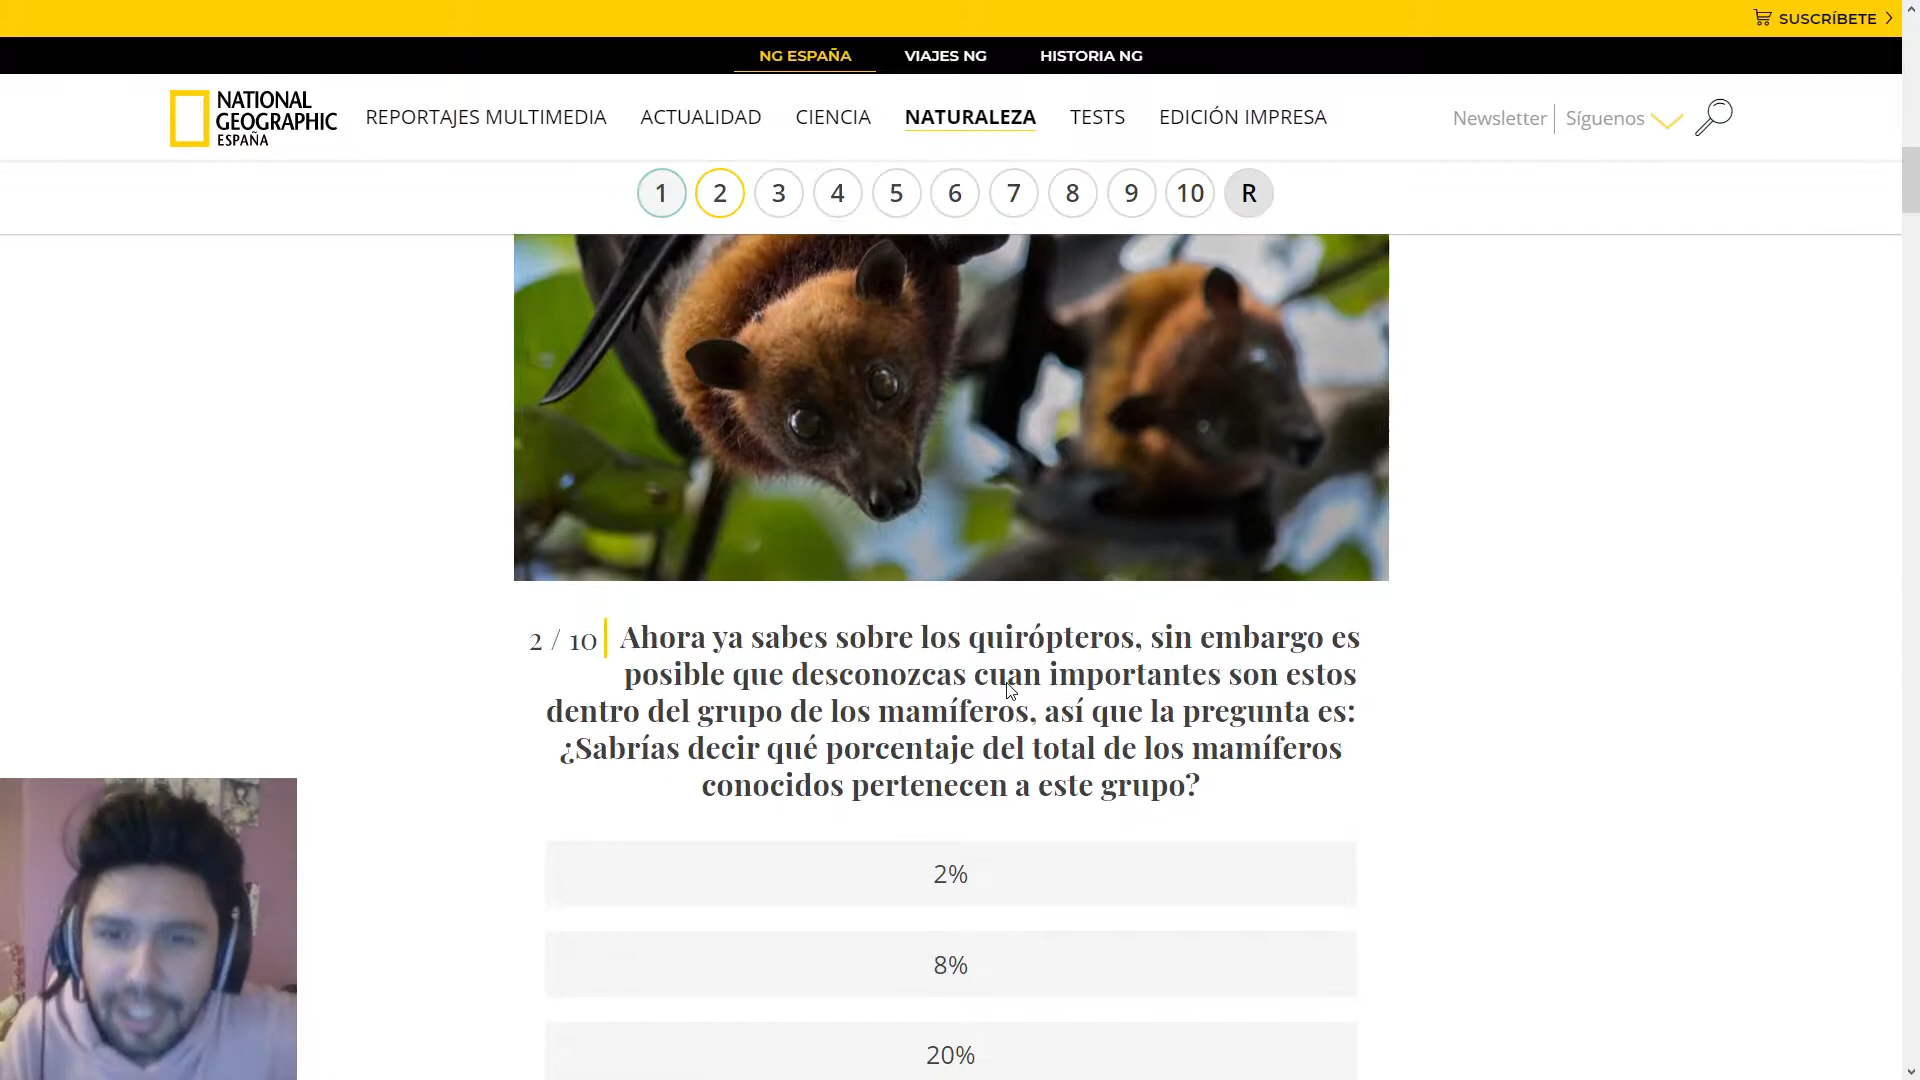 SUSCRÍBETE
NG ESPAÑA VIAJES NG HISTORIA NG
NATIONAL
GEOGRAPHIC
ESPAÑA
REPORTAJES MULTIMEDIA ACTUALIDAD CIENCIA NATURALEZA TESTS EDICIÓN IMPRESA
Newsletter Síguenos
1 2 3 4 5 6 7 8 9 10 R
2 / 10 Ahora ya sabes sobre los quirópteros, sin embargo es
posible que desconozcas cuan importantes son estos
dentro del grupo de los mamíferos, así que la pregunta es:
¿Sabrías decir qué porcentaje del total de los mamíferos
conocidos pertenecen a este grupo?
2%
8%
20%